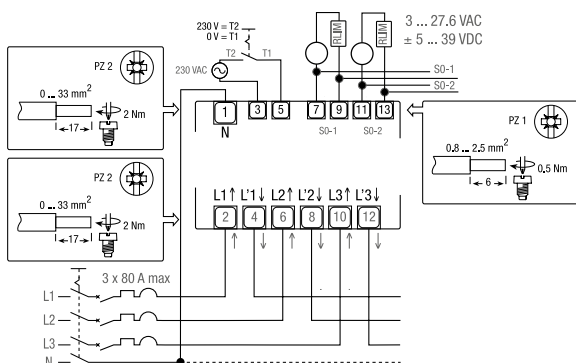 230 V = T2
0 V = T1
T2 T1
230 VAC
RLIM RLIM
3 ... 27.6 VAC
± 5 ... 39 VDC
S0-1
S0-2
PZ 2
0 ... 33 mm²
2 Nm
17
1 3 5 7 9 11 13
N S0-1 S0-2
PZ 1
0.8 ... 2.5 mm²
0.5 Nm
6
PZ 2
0 ... 33 mm²
2 Nm
17
L1↑ L'1↓ L2↑ L'2↓ L3↑ L'3↓
2 4 6 8 10 12
3 x 80 A max
L1
L2
L3
N